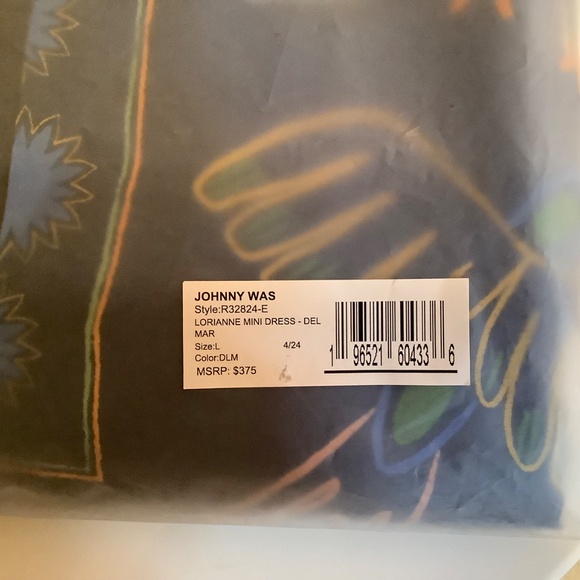 JOHNNY WAS
Style:R32824-E
LORIANNE MINI DRESS - DEL
MAR
Size:L 4/24
Color:DLM
MSRP: $375
1 96521 60433 6